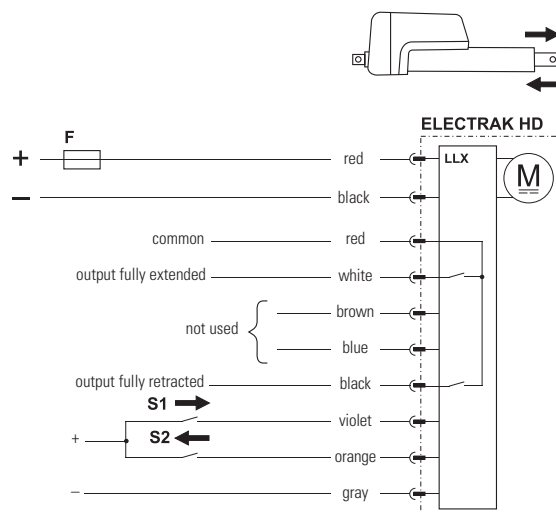 ELECTRAK HD
F
+ red LLX
M
– black
common red
output fully extended white
brown
not used
blue
output fully retracted black
S1
violet
+ S2
orange
– gray